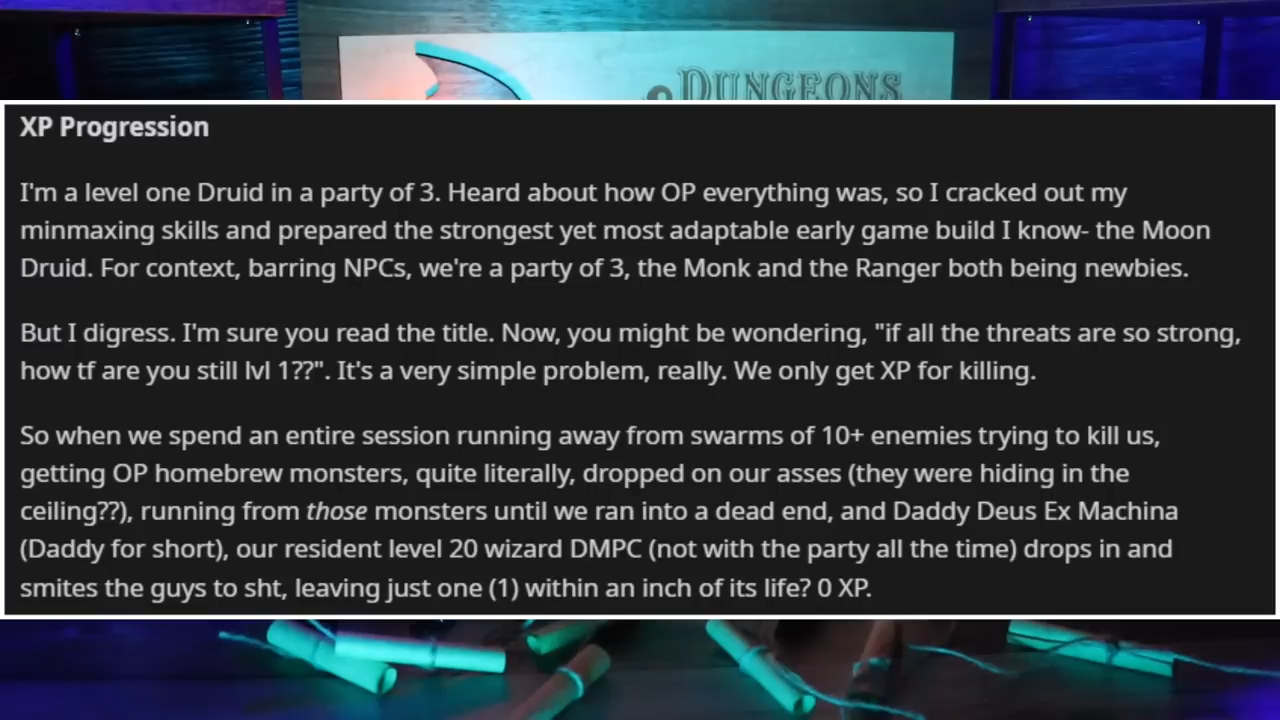 DUNGEONS
XP Progression
I'm a level one Druid in a party of 3. Heard about how OP everything was, so I cracked out my
minmaxing skills and prepared the strongest yet most adaptable early game build I know- the Moon
Druid. For context, barring NPCs, we're a party of 3, the Monk and the Ranger both being newbies.
But I digress. I'm sure you read the title. Now, you might be wondering, "if all the threats are so strong,
how tf are you still lvl 1??". It's a very simple problem, really. We only get XP for killing.
So when we spend an entire session running away from swarms of 10+ enemies trying to kill us,
getting OP homebrew monsters, quite literally, dropped on our asses (they were hiding in the
ceiling??), running from those monsters until we ran into a dead end, and Daddy Deus Ex Machina
(Daddy for short), our resident level 20 wizard DMPC (not with the party all the time) drops in and
smites the guys to sht, leaving just one (1) within an inch of its life? 0 XP.